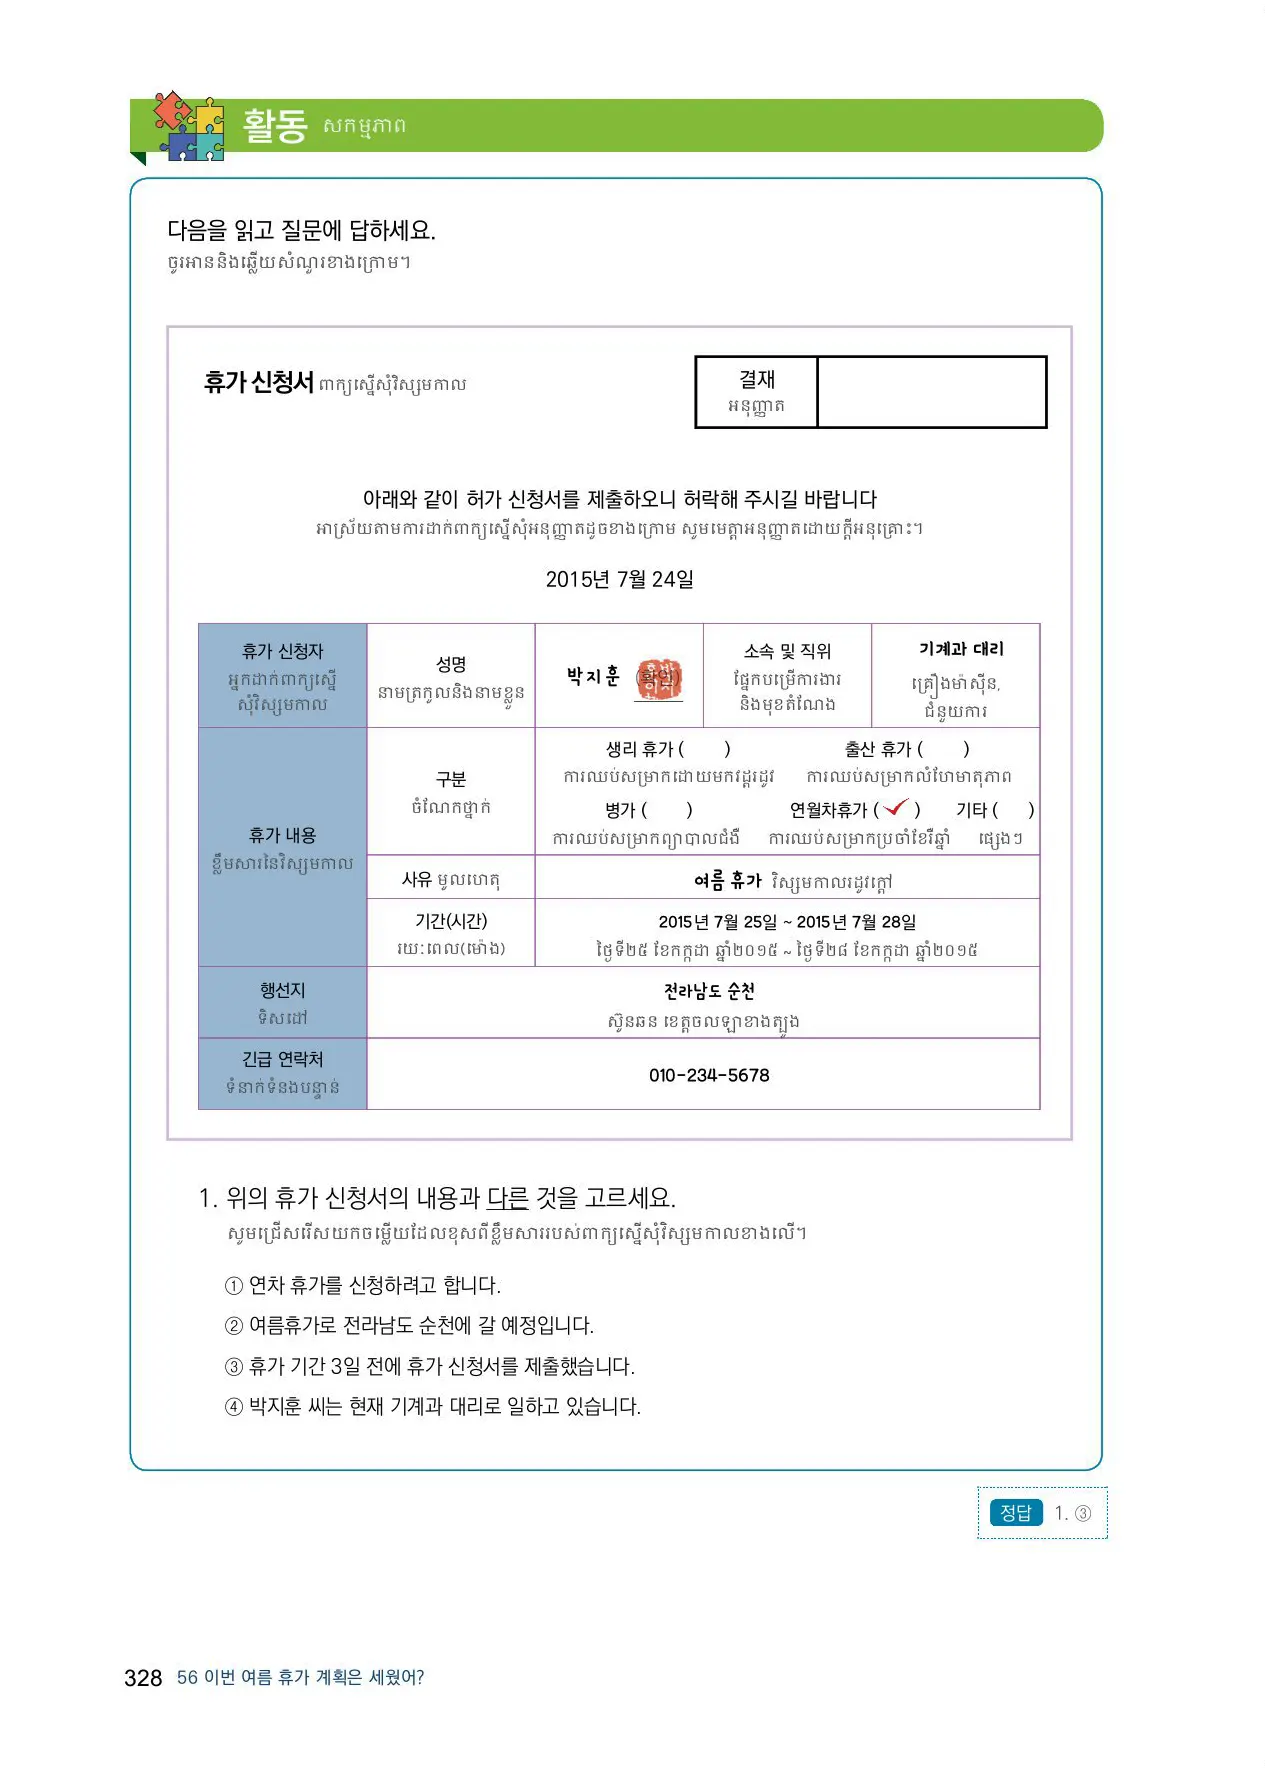 활동 សកម្មភាព
다음을 읽고 질문에 답하세요.
ចូរអាននិងឆ្លើយសំណួរខាងក្រោម។
휴가 신청서 ពាក្យស្នើសុំវិស្សមកាល
결재
អនុញ្ញាត
아래와 같이 허가 신청서를 제출하오니 허락해 주시길 바랍니다
អាស្រ័យតាមការដាក់ពាក្យស្នើសុំអនុញ្ញាតដូចខាងក្រោម សូមមេត្តាអនុញ្ញាតដោយក្ដីអនុគ្រោះ។
2015년 7월 24일
휴가 신청자
អ្នកដាក់ពាក្យស្នើ
សុំវិស្សមកាល
성명
នាមត្រកូលនិងនាមខ្លួន
박지훈 (확인)
소속 및 직위
ផ្នែកបម្រើការងារ
និងមុខតំណែង
기계과 대리
គ្រឿងម៉ាស៊ីន,
ជំនួយការ
휴가 내용
ខ្លឹមសារនៃវិស្សមកាល
구분
ចំណែកថ្នាក់
생리 휴가 ( ) 출산 휴가 ( )
ការឈប់សម្រាកដោយមករដ្ដរដូវ ការឈប់សម្រាកលំហែមាតុភាព
병가 ( ) 연월차휴가 (✓) 기타 ( )
ការឈប់សម្រាកព្យាបាលជំងឺ ការឈប់សម្រាកប្រចាំខែរឺឆ្នាំ ផ្សេងៗ
사유 មូលហេតុ
여름 휴가 វិស្សមកាលរដូវក្ដៅ
기간(시간)
រយៈពេល(ម៉ោង)
2015년 7월 25일 ~ 2015년 7월 28일
ថ្ងៃទី២៥ ខែកក្កដា ឆ្នាំ២០១៥ ~ ថ្ងៃទី២៨ ខែកក្កដា ឆ្នាំ២០១៥
행선지
ទិសដៅ
전라남도 순천
ស៊ូនឆន ខេត្តចលឡាខាងត្បូង
긴급 연락처
ទំនាក់ទំនងបន្ទាន់
010-234-5678
1. 위의 휴가 신청서의 내용과 다른 것을 고르세요.
សូមជ្រើសរើសយកចម្លើយដែលខុសពីខ្លឹមសាររបស់ពាក្យស្នើសុំវិស្សមកាលខាងលើ។
① 연차 휴가를 신청하려고 합니다.
② 여름휴가로 전라남도 순천에 갈 예정입니다.
③ 휴가 기간 3일 전에 휴가 신청서를 제출했습니다.
④ 박지훈 씨는 현재 기계과 대리로 일하고 있습니다.
정답 1. ③
328 56 이번 여름 휴가 계획은 세웠어?